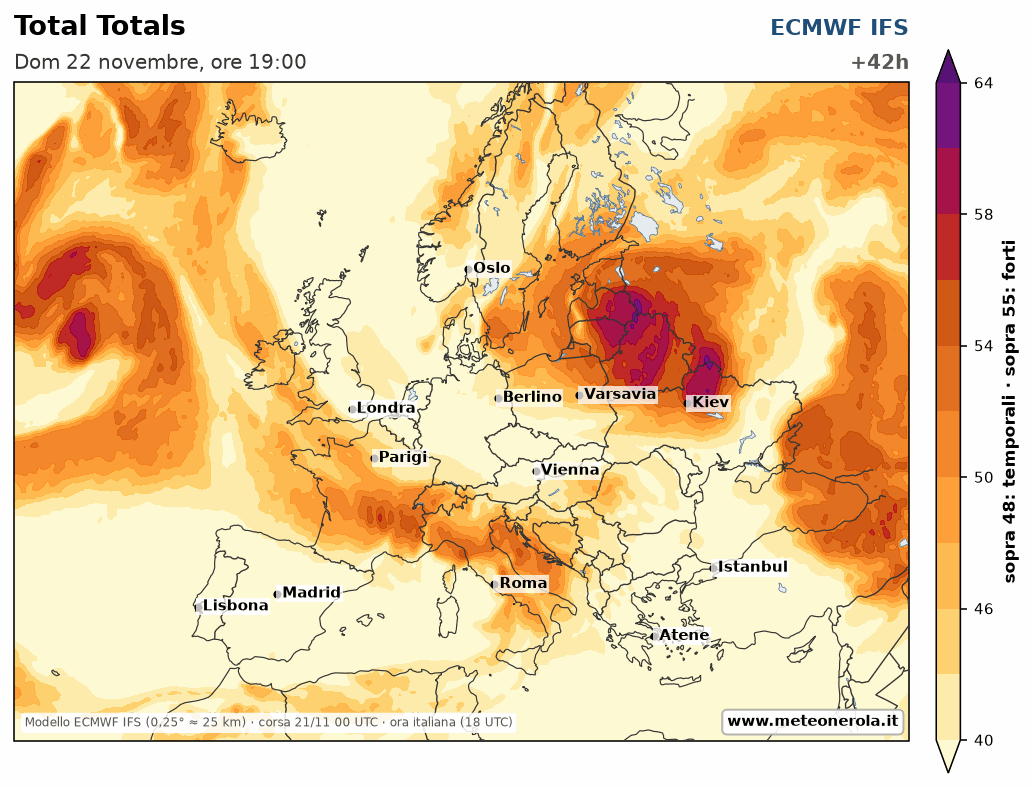 Total Totals
ECMWF IFS
Dom 22 novembre, ore 19:00
+42h
64
58
54
50
46
40
sopra 48: temporali · sopra 55: forti
Oslo
Berlino
Varsavia
Kiev
Londra
Parigi
Vienna
Istanbul
Roma
Madrid
Lisbona
Atene
Modello ECMWF IFS (0,25° ≈ 25 km) · corsa 21/11 00 UTC · ora italiana (18 UTC)
www.meteonerola.it